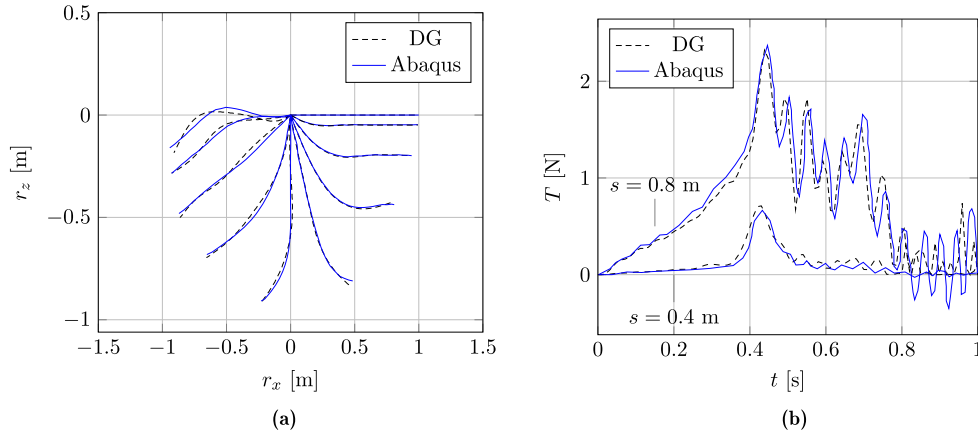 0.5
0
−0.5
−1
r_z [m]
−1.5
−1
−0.5
0
0.5
1
1.5
r_x [m]
DG
Abaqus
(a)
2
1
0
T [N]
DG
Abaqus
s = 0.8 m
s = 0.4 m
0
0.2
0.4
0.6
0.8
1
t [s]
(b)